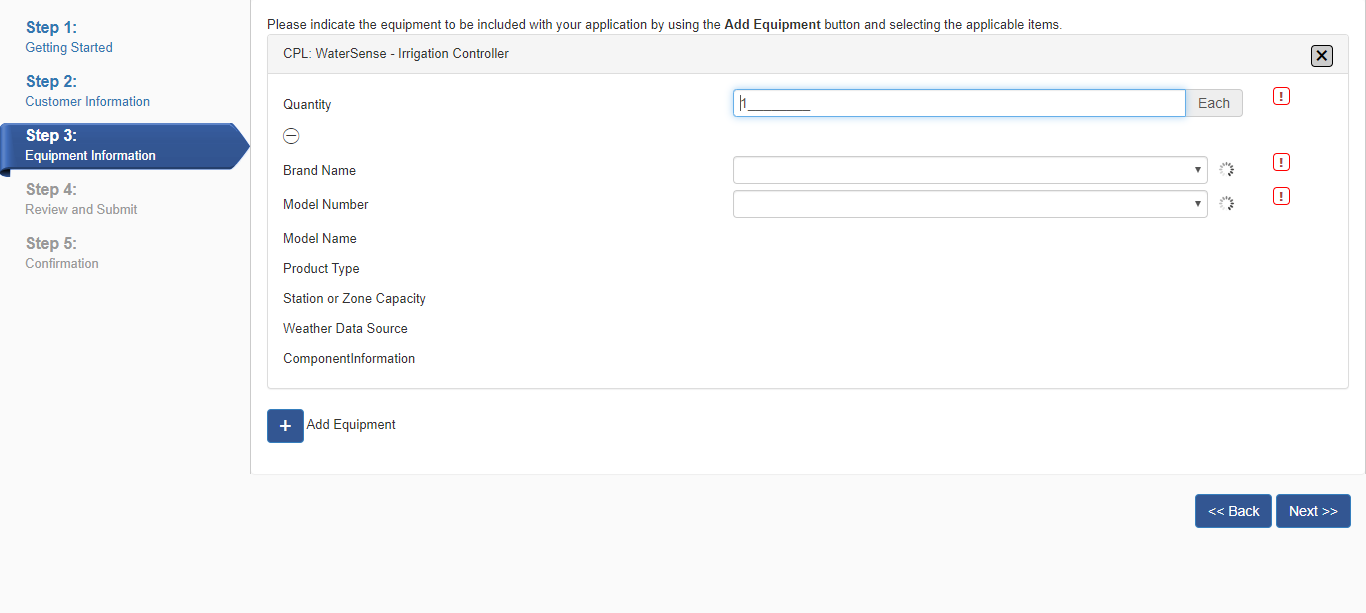 Step 1:
Getting Started
Step 2:
Customer Information
Step 3:
Equipment Information
Step 4:
Review and Submit
Step 5:
Confirmation
Please indicate the equipment to be included with your application by using the Add Equipment button and selecting the applicable items.
CPL: WaterSense - Irrigation Controller
Quantity
1________ Each !
Brand Name !
Model Number !
Model Name
Product Type
Station or Zone Capacity
Weather Data Source
ComponentInformation
+ Add Equipment
<< Back Next >>